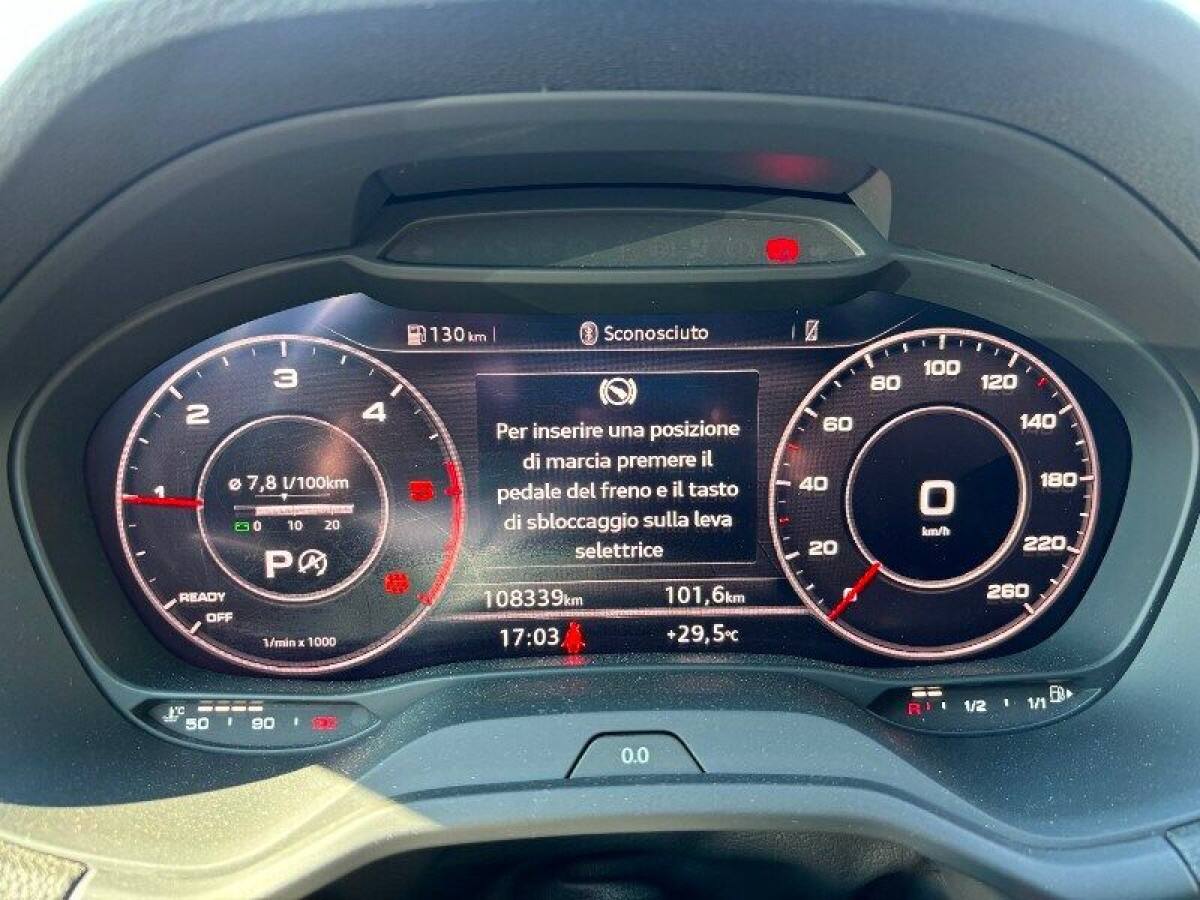 130 km
Sconosciuto
Per inserire una posizione
di marcia premere il
pedale del freno e il tasto
di sbloccaggio sulla leva
selettrice
1
2
3
4
ø 7,8 l/100km
0 10 20
P
READY
OFF
1/min x 1000
0
20
40
60
80
100
120
140
180
220
260
0
km/h
108339km
101,6km
17:03
+29,5°C
°C
50 90
R 1/2 1/1
0.0